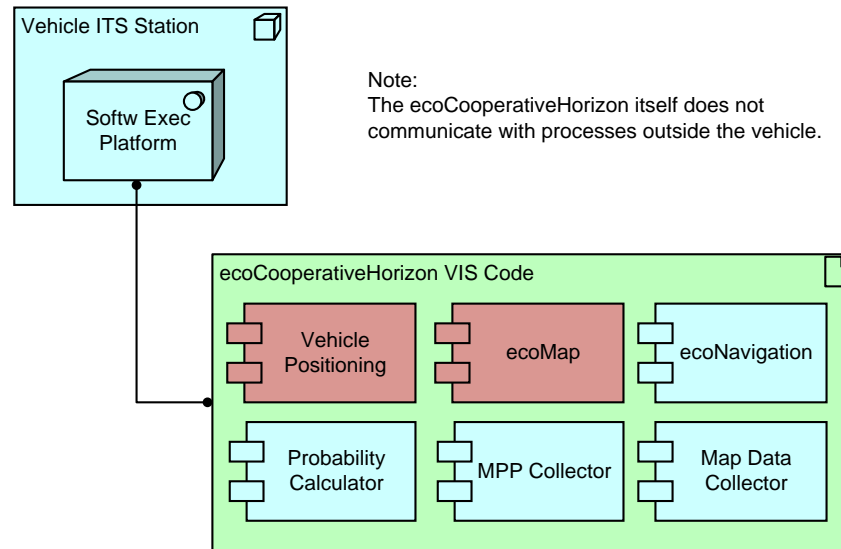 Vehicle ITS Station
Softw Exec
Platform
Note:
The ecoCooperativeHorizon itself does not
communicate with processes outside the vehicle.
ecoCooperativeHorizon VIS Code
Vehicle
Positioning
ecoMap
ecoNavigation
Probability
Calculator
MPP Collector
Map Data
Collector